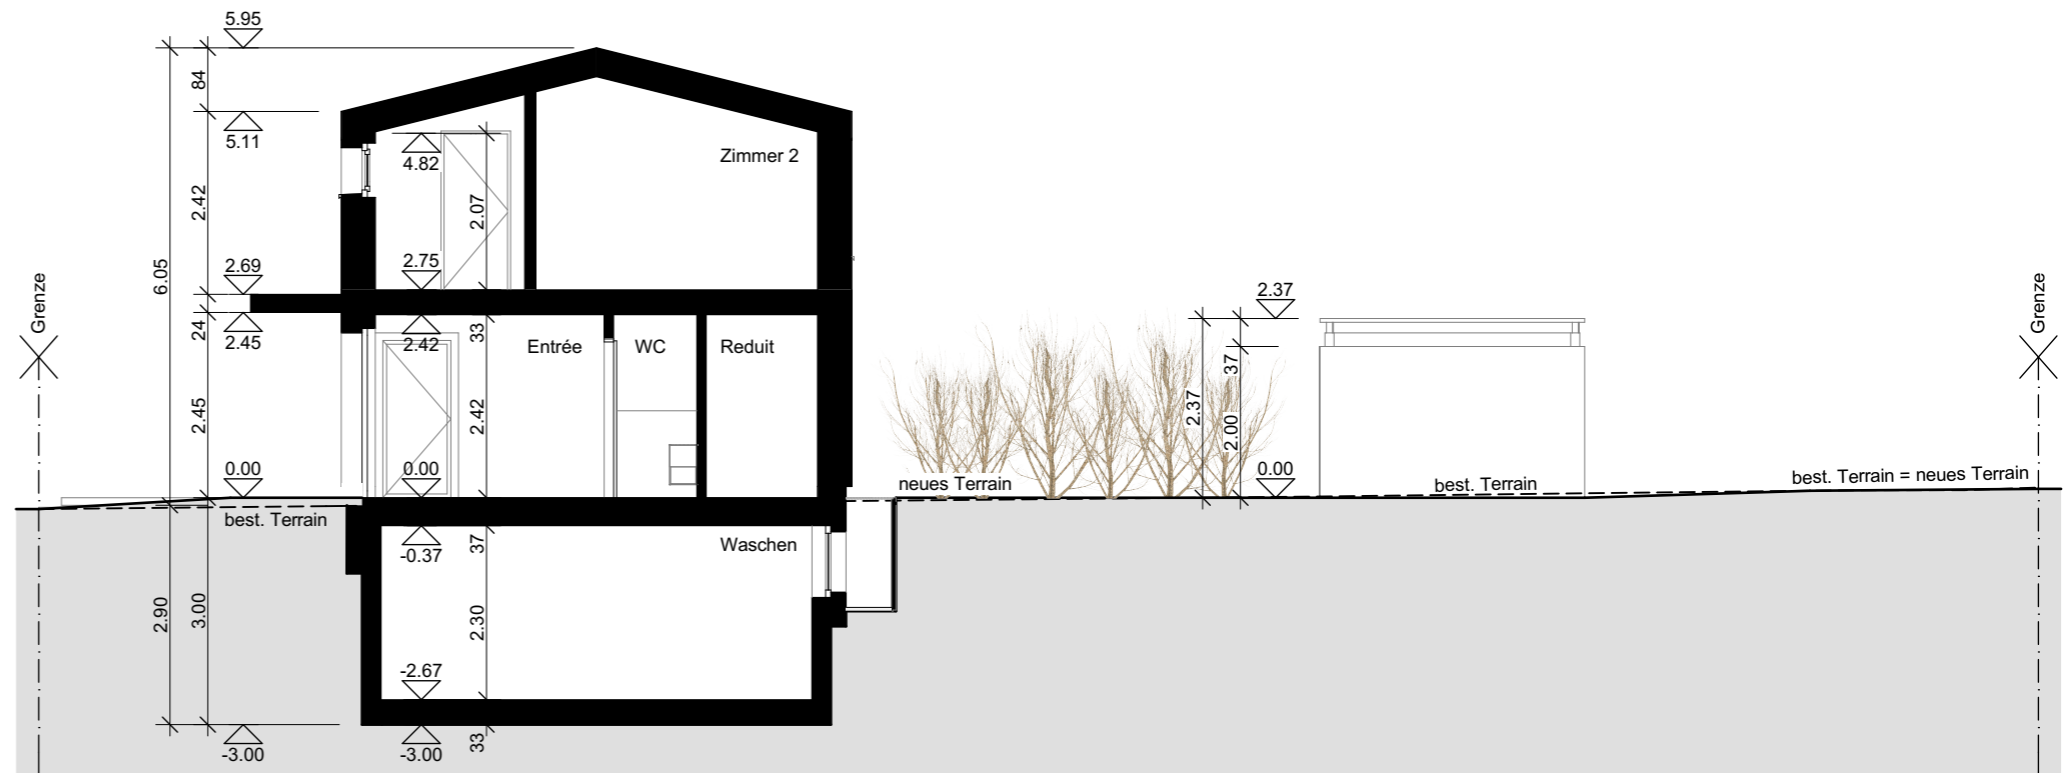 5.95
84
5.11
4.82
Zimmer 2
2.42
2.07
2.69
2.75
6.05
Grenze
2.37
Grenze
24
2.45
2.42
33
Entrée
WC
Reduit
37
2.37
2.00
2.45
2.42
0.00
0.00
0.00
neues Terrain
best. Terrain
best. Terrain = neues Terrain
best. Terrain
-0.37
37
Waschen
2.90
3.00
2.30
-2.67
-3.00
-3.00
33